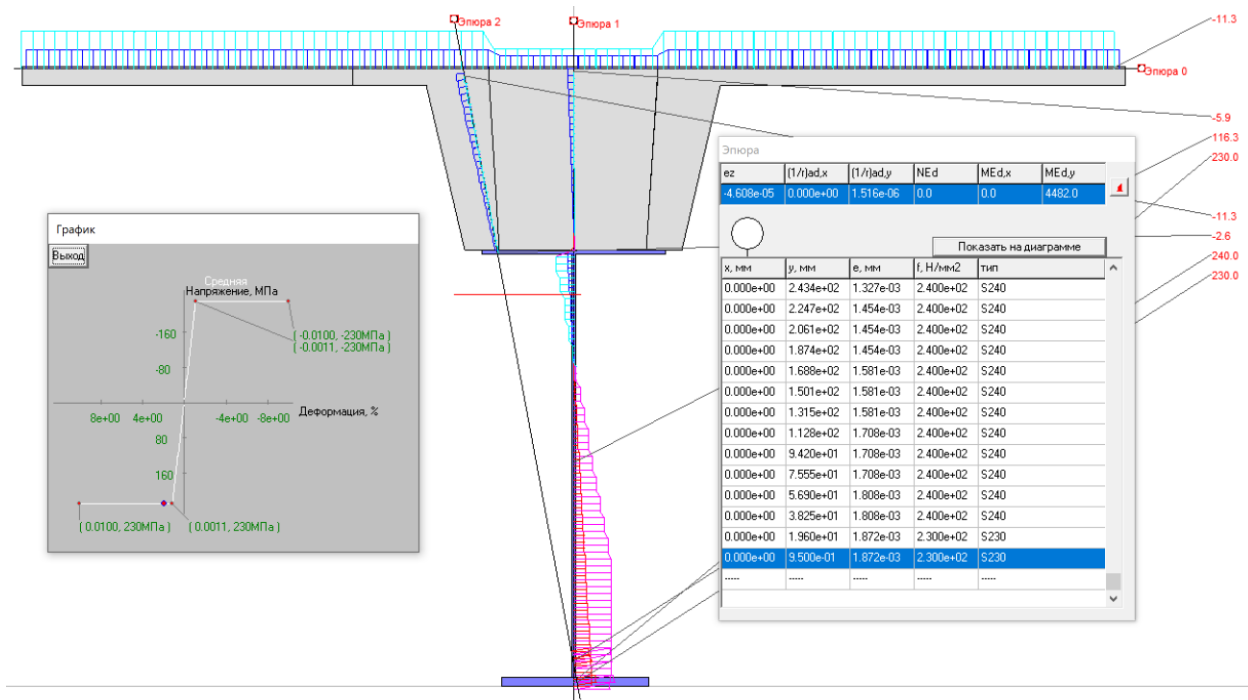 Эпюра 2
Эпюра 1
-11.3
Эпюра 0
-5.9
116.3
230.0
-11.3
-2.6
240.0
230.0
График
Выход
Средняя
Напряжение, МПа
-160
-80
( -0.0100, -230МПа )
( -0.0011, -230МПа )
8e+00 4e+00 -4e+00 -8e+00 Деформация, %
80
160
( 0.0100, 230МПа ) ( 0.0011, 230МПа )
Эпюра
ez (1/r)ad,x (1/r)ad,y NEd MEd,x MEd,y
-4.608e-05 0.000e+00 1.516e-06 0.0 0.0 4482.0
Показать на диаграмме
x, мм y, мм e, мм f, Н/мм2 тип
0.000e+00 2.434e+02 1.327e-03 2.400e+02 S240
0.000e+00 2.247e+02 1.454e-03 2.400e+02 S240
0.000e+00 2.061e+02 1.454e-03 2.400e+02 S240
0.000e+00 1.874e+02 1.454e-03 2.400e+02 S240
0.000e+00 1.688e+02 1.581e-03 2.400e+02 S240
0.000e+00 1.501e+02 1.581e-03 2.400e+02 S240
0.000e+00 1.315e+02 1.581e-03 2.400e+02 S240
0.000e+00 1.128e+02 1.708e-03 2.400e+02 S240
0.000e+00 9.420e+01 1.708e-03 2.400e+02 S240
0.000e+00 7.555e+01 1.708e-03 2.400e+02 S240
0.000e+00 5.690e+01 1.808e-03 2.400e+02 S240
0.000e+00 3.825e+01 1.808e-03 2.400e+02 S240
0.000e+00 1.960e+01 1.872e-03 2.300e+02 S230
0.000e+00 9.500e-01 1.872e-03 2.300e+02 S230
----- ----- ----- ----- -----